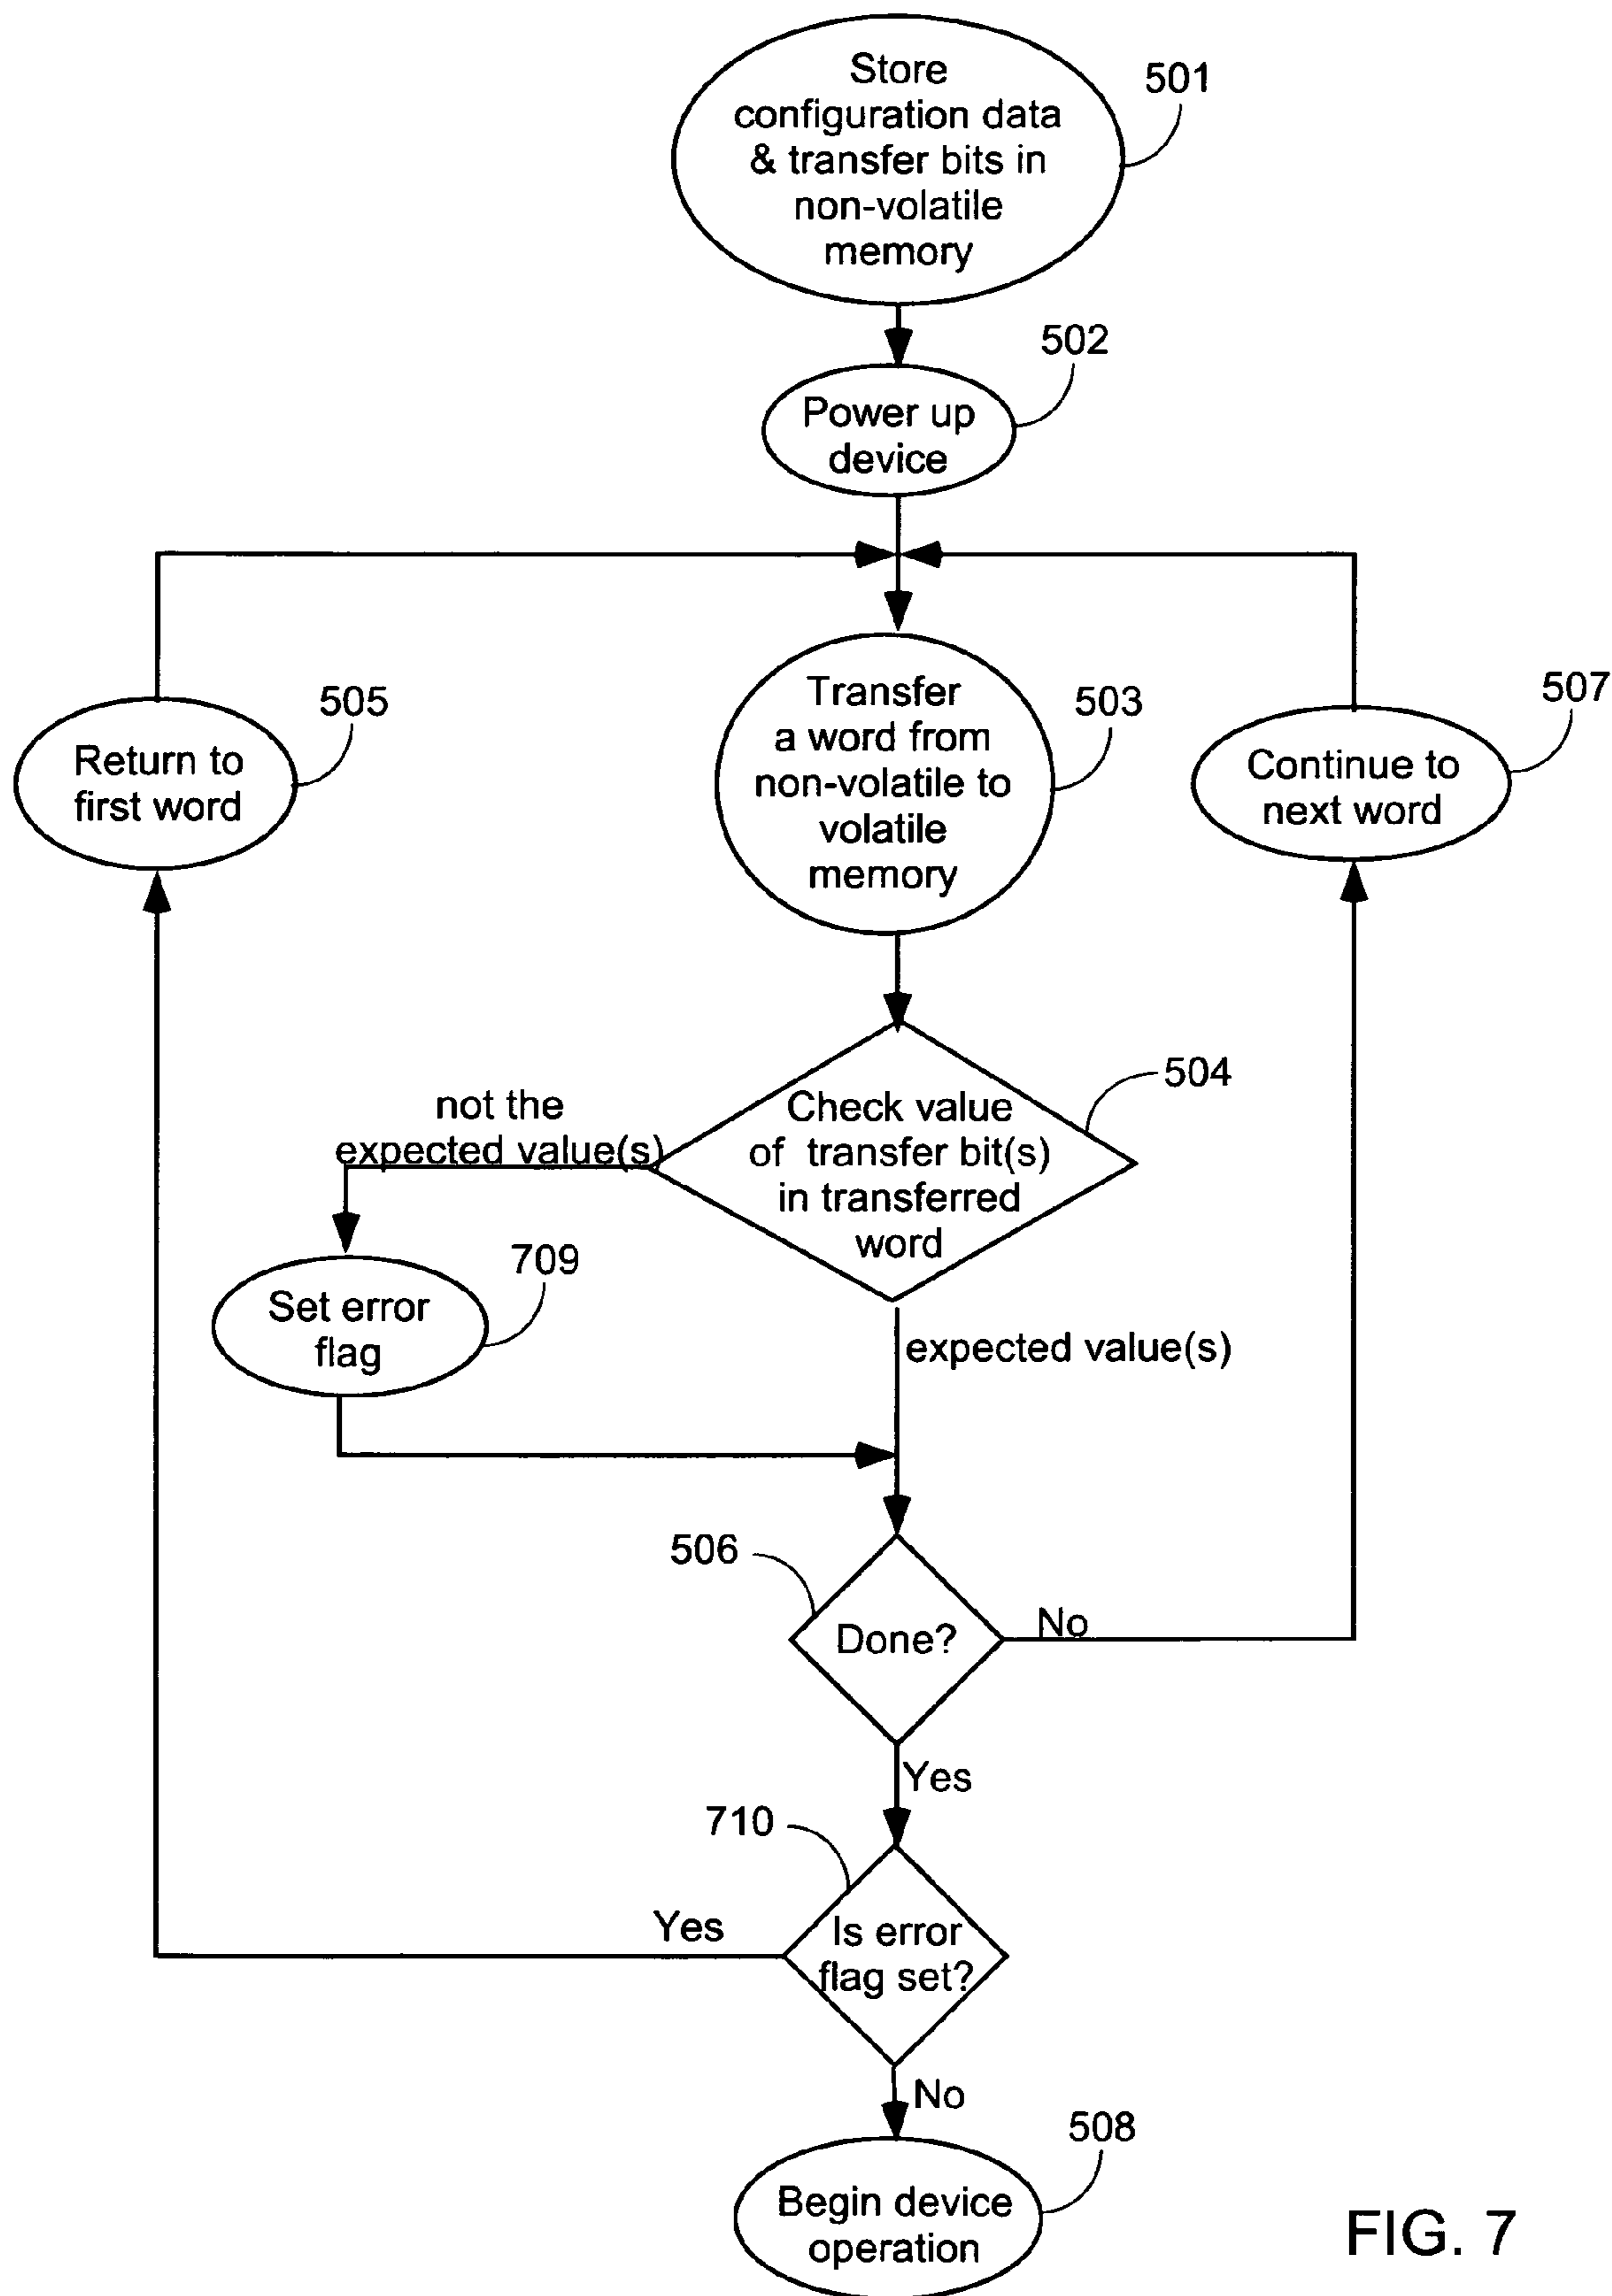 Store
configuration data
& transfer bits in
non-volatile
memory
501
502
Power up
device
505
Return to
first word
Transfer
a word from
non-volatile to
volatile
memory
503
507
Continue to
next word
504
not the
expected value(s)
Check value
of transfer bit(s)
in transferred
word
709
Set error
flag
expected value(s)
506
Done?
No
Yes
710
Yes
Is error
flag set?
No
508
Begin device
operation
FIG. 7